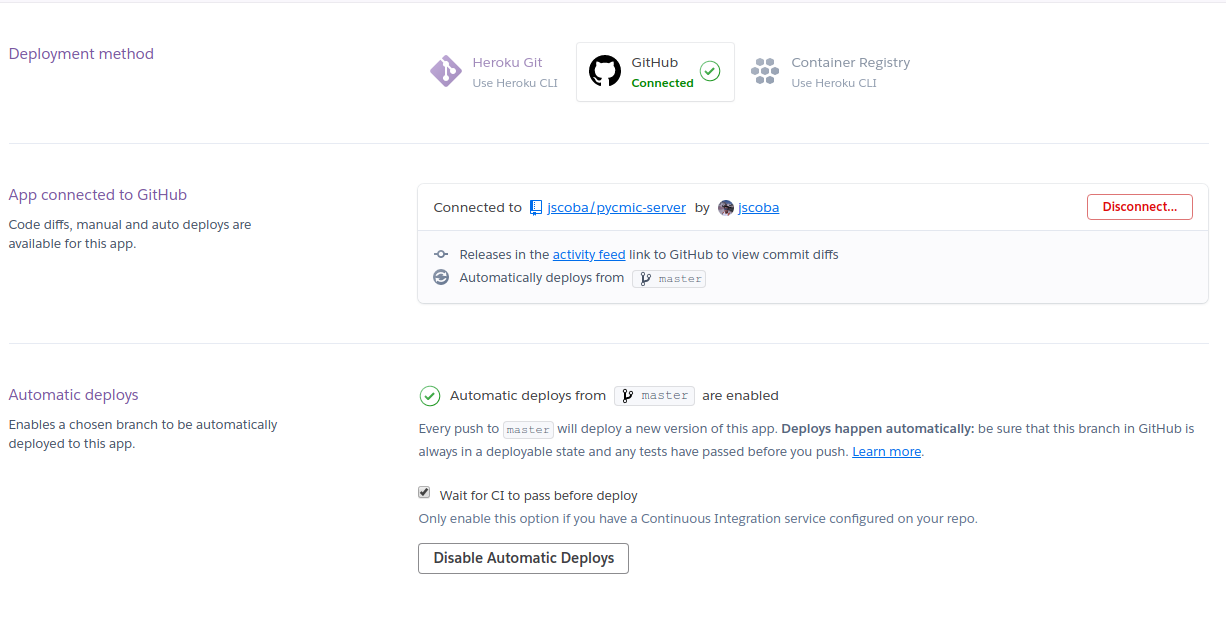 Deployment method
Heroku Git
Use Heroku CLI
GitHub
Connected
Container Registry
Use Heroku CLI
App connected to GitHub
Code diffs, manual and auto deploys are
available for this app.
Connected to jscoba/pycmic-server by jscoba
Disconnect...
Releases in the activity feed link to GitHub to view commit diffs
Automatically deploys from master
Automatic deploys
Enables a chosen branch to be automatically
deployed to this app.
Automatic deploys from master are enabled
Every push to master will deploy a new version of this app. Deploys happen automatically: be sure that this branch in GitHub is
always in a deployable state and any tests have passed before you push. Learn more.
Wait for CI to pass before deploy
Only enable this option if you have a Continuous Integration service configured on your repo.
Disable Automatic Deploys